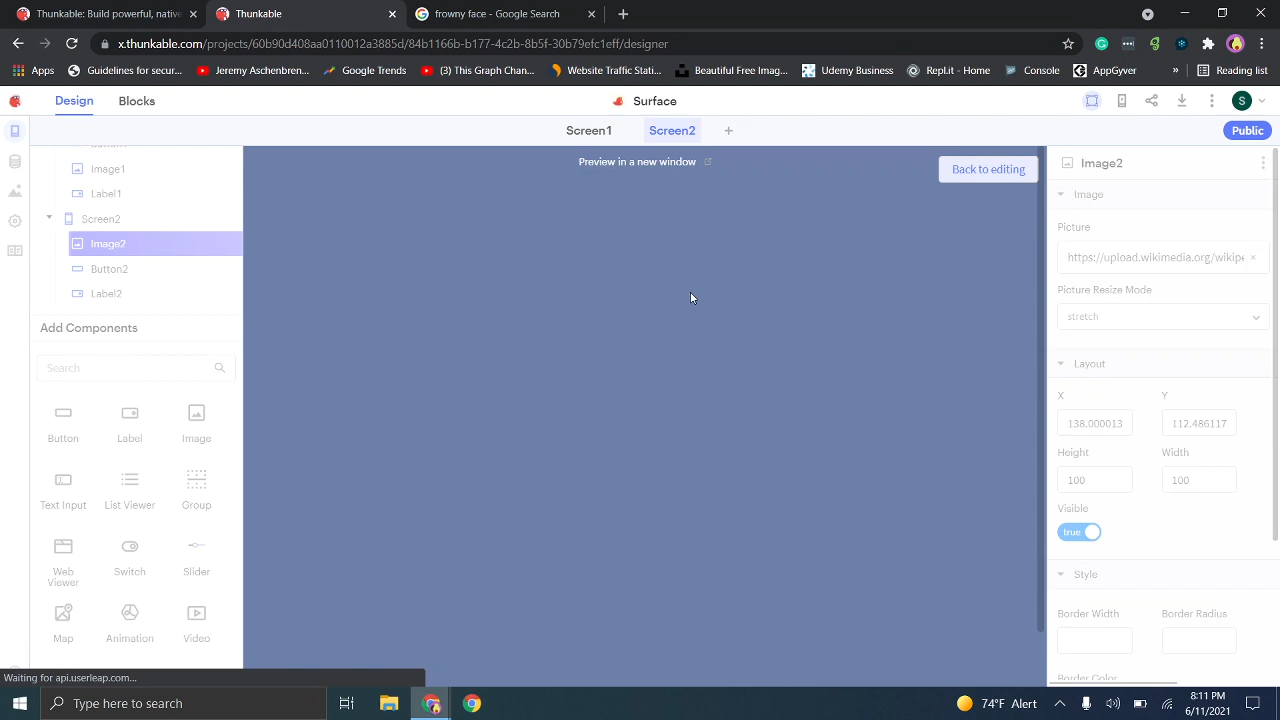 Thunkable: Build powerful, native
Thunkable
frowny face - Google Search
x.thunkable.com/projects/60b90d408aa0110012a3885d/84b1166b-b177-4c2b-8b5f-30b79efc1eff/designer
Apps
Guidelines for secur...
Jeremy Aschenbren...
Google Trends
(3) This Graph Chan...
Website Traffic Stati...
Beautiful Free Imag...
Udemy Business
Replit - Home
Console
Appgyver
»
Reading list
Design
Blocks
Surface
S
Screen1
Screen2
+
Public
Image1
Label1
Screen2
Image2
Button2
Label2
Add Components
Search
Button
Label
Image
Text Input
List Viewer
Group
Web Viewer
Switch
Slider
Map
Animation
Video
Preview in a new window
Back to editing
Image2
Image
Picture
https://upload.wikimedia.org/wikipe
Picture Resize Mode
stretch
Layout
X
Y
138.000013
112.486117
Height
Width
100
100
Visible
true
Style
Border Width
Border Radius
Border Color
Waiting for api.userleap.com...
Type here to search
74°F Alert
8:11 PM
6/11/2021